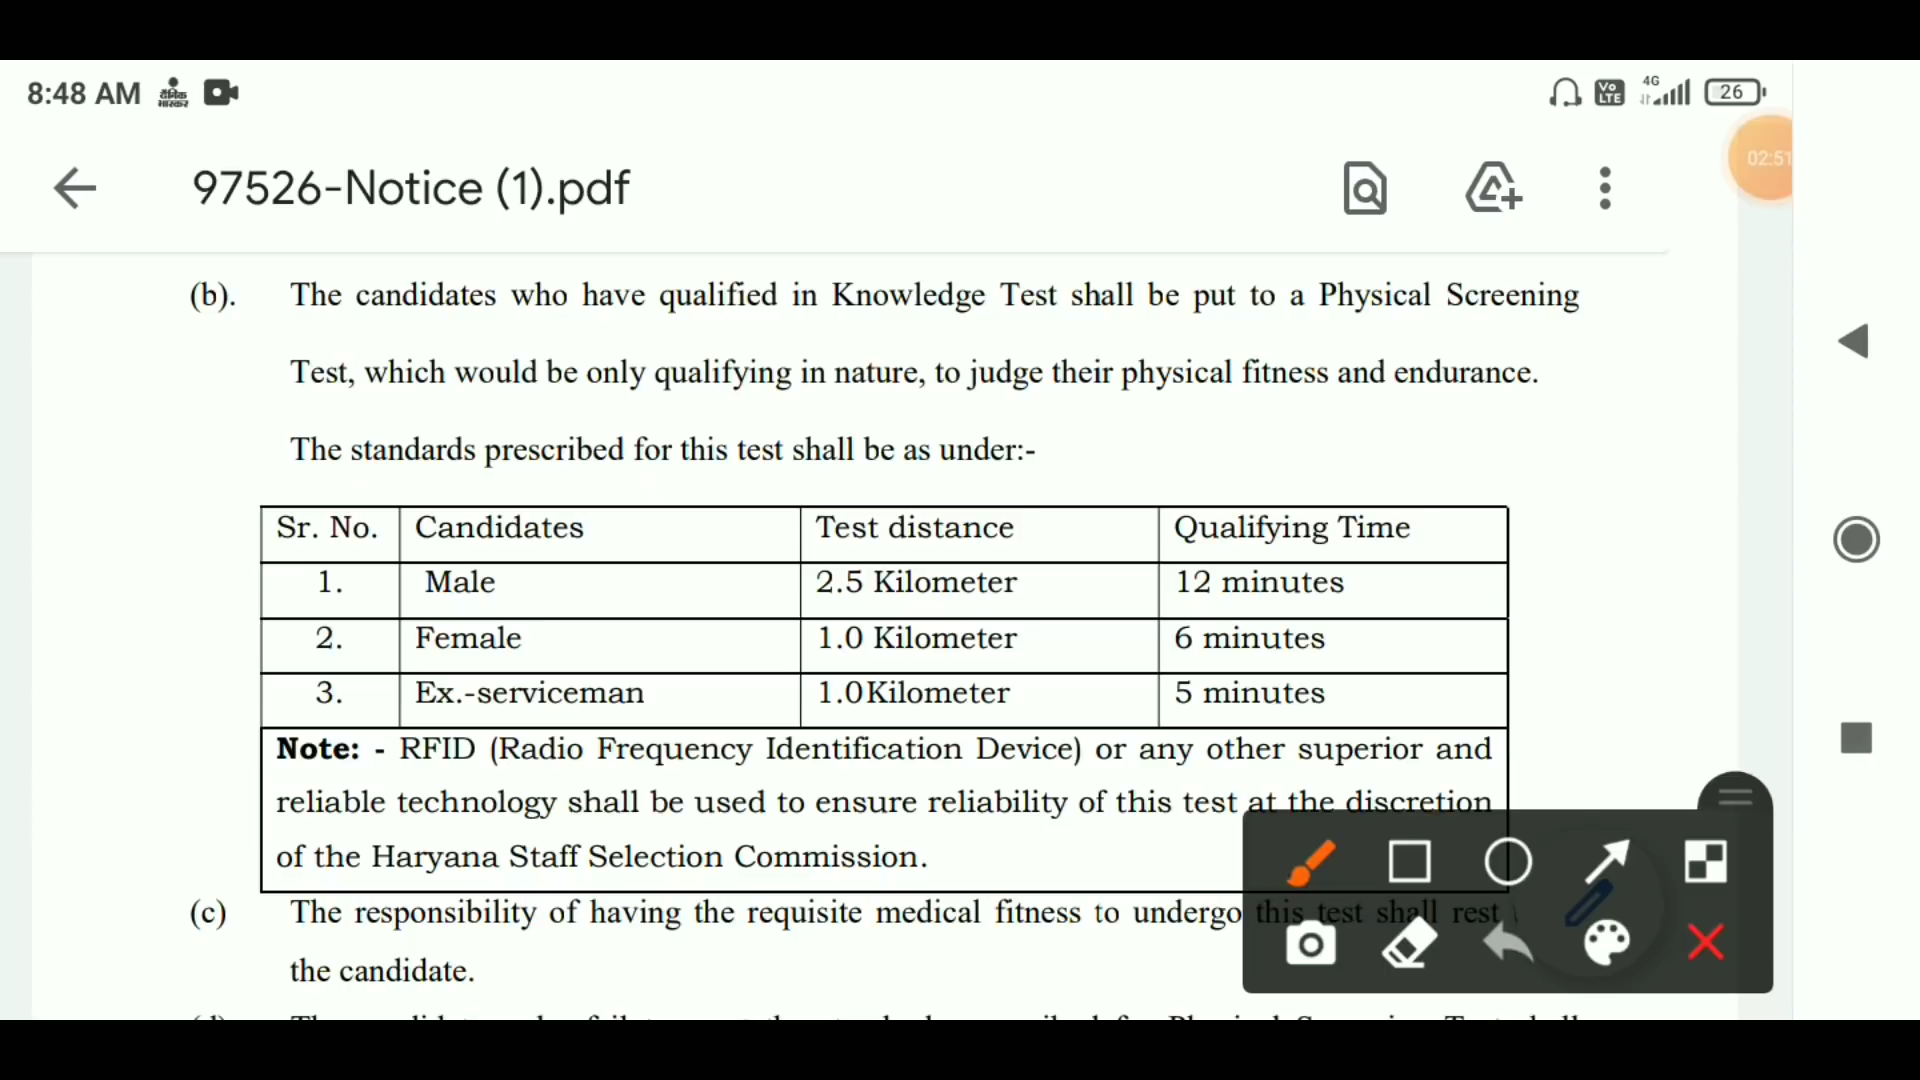 8:48 AM दैनिक भास्कर Vo LTE 4G 26
02:51
97526-Notice (1).pdf
(b). The candidates who have qualified in Knowledge Test shall be put to a Physical Screening
Test, which would be only qualifying in nature, to judge their physical fitness and endurance.
The standards prescribed for this test shall be as under:-
Sr. No. Candidates Test distance Qualifying Time
1. Male 2.5 Kilometer 12 minutes
2. Female 1.0 Kilometer 6 minutes
3. Ex.-serviceman 1.0Kilometer 5 minutes
Note: - RFID (Radio Frequency Identification Device) or any other superior and
reliable technology shall be used to ensure reliability of this test at the discretion
of the Haryana Staff Selection Commission.
(c) The responsibility of having the requisite medical fitness to undergo this test shall rest
the candidate.